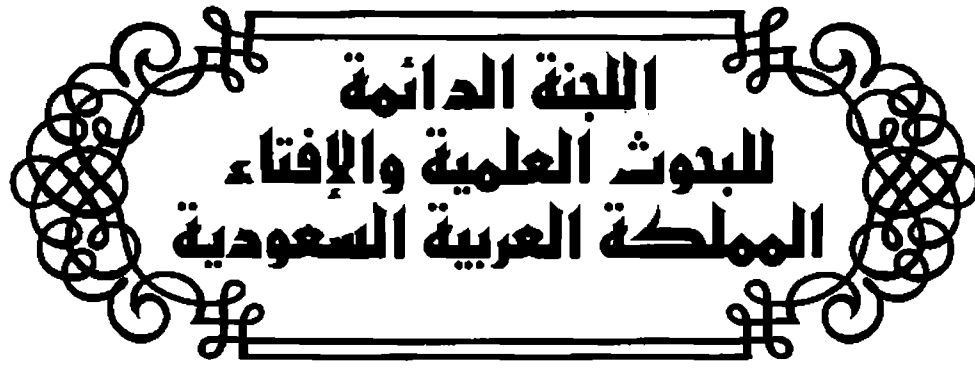 اللجنة الدائمة
للبحوث العلمية والإفتاء
المملكة العربية السعودية